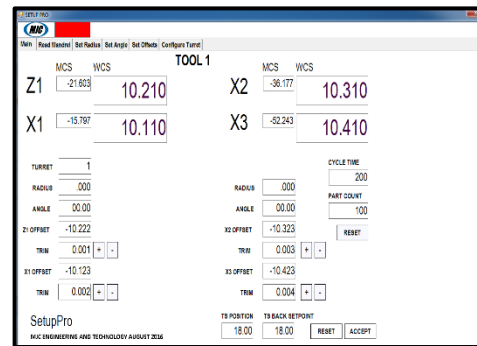 SETUP PRO
MJC
Main Read Mandrel Set Radius Set Angle Set Offsets Configure Turret
TOOL 1
MCS WCS MCS WCS
Z1 -21.603 10.210 X2 -36.177 10.310
X1 -15.797 10.110 X3 -52.243 10.410
TURRET 1 CYCLE TIME
200
RADIUS .000 RADIUS .000
PART COUNT
ANGLE 00.00 ANGLE 00.00 100
Z1 OFFSET -10.222 X2 OFFSET -10.323 RESET
TRIM 0.001 + - TRIM 0.003 + -
X1 OFFSET -10.123 X3 OFFSET -10.423
TRIM 0.002 + - TRIM 0.004 + -
SetupPro TS POSITION TS BACK SETPOINT
MJC ENGINEERING AND TECHNOLOGY AUGUST 2016 18.00 18.00 RESET ACCEPT